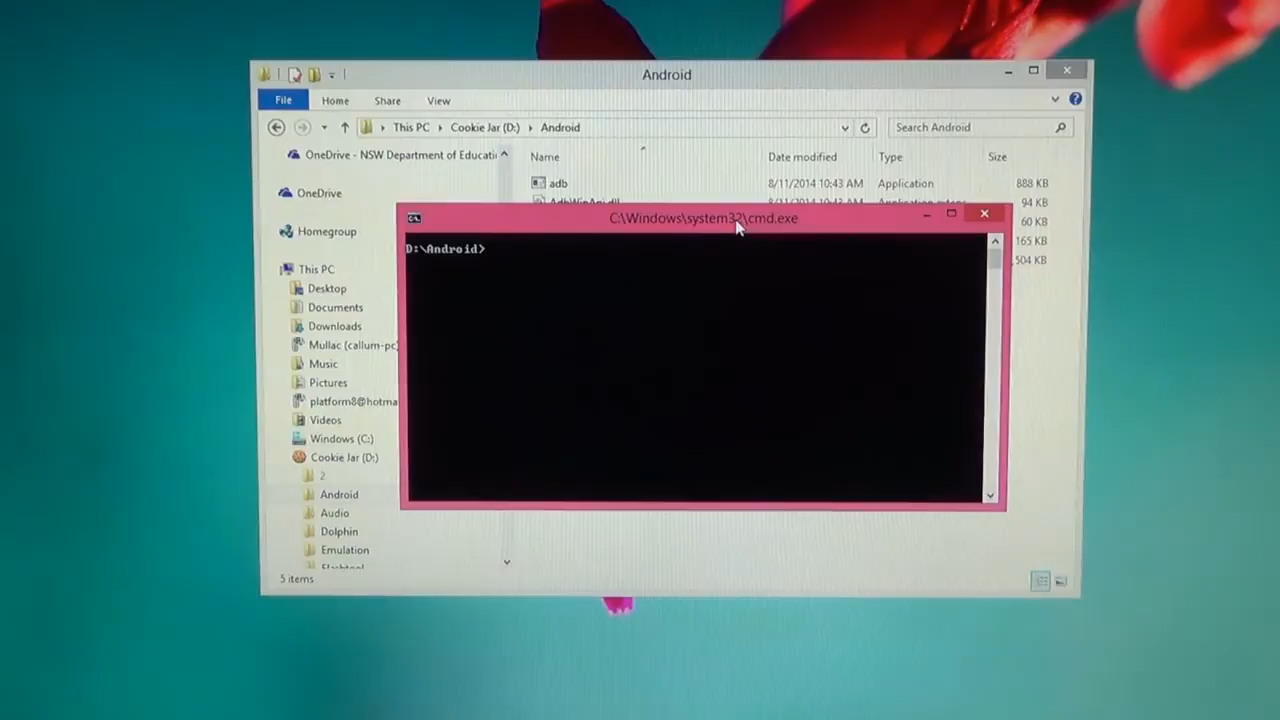 Android
File Home Share View
This PC Cookie Jar (D:) Android
Search Android
OneDrive - NSW Department of Educati
OneDrive
Homegroup
This PC
Desktop
Documents
Downloads
Mullac (callum-pc)
Music
Pictures
platform8@hotma
Videos
Windows (C:)
Cookie Jar (D:)
2
Android
Audio
Dolphin
Emulation
Name Date modified Type Size
adb 8/11/2014 10:43 AM Application 888 KB
94 KB
60 KB
165 KB
,504 KB
C:\Windows\system32\cmd.exe
D:\Android>
5 items